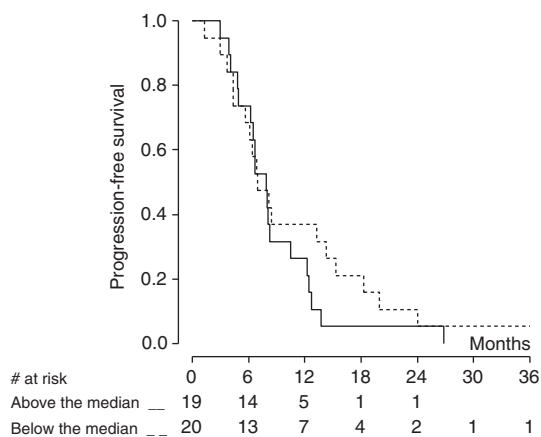 1.0
0.8
0.6
0.4
0.2
0.0
Progression-free survival
Months
# at risk 0 6 12 18 24 30 36
Above the median __ 19 14 5 1 1
Below the median _ _ 20 13 7 4 2 1 1